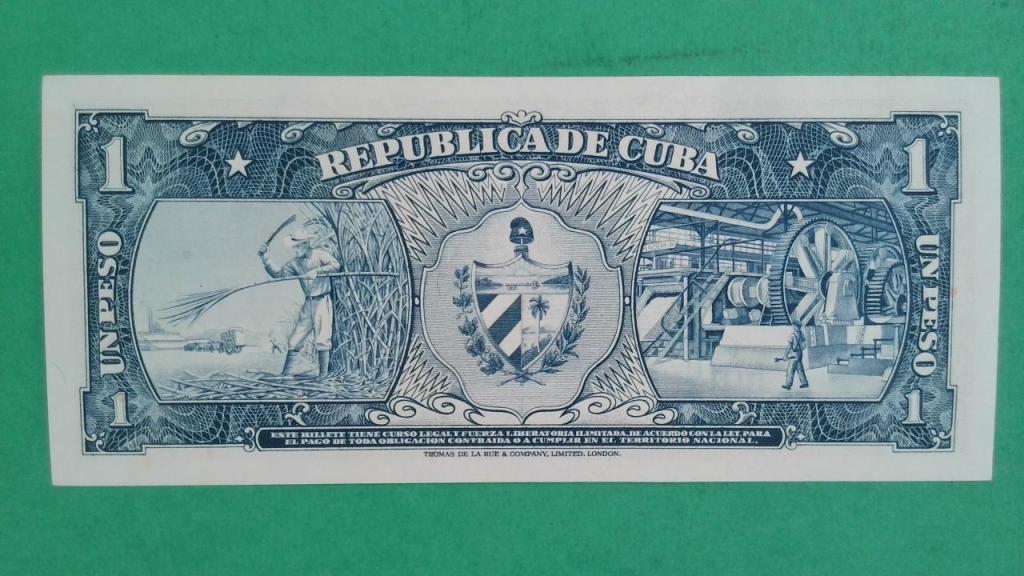 REPUBLICA DE CUBA
1
1
UN PESO
UN PESO
1
1
ESTE BILLETE TIENE CURSO LEGAL Y FUERZA LIBERATORIA ILIMITADA, DE ACUERDO CON LA LEY, PARA
EL PAGO DE TODA OBLIGACION CONTRAIDA O A CUMPLIR EN EL TERRITORIO NACIONAL.
THOMAS DE LA RUE & COMPANY, LIMITED. LONDON.